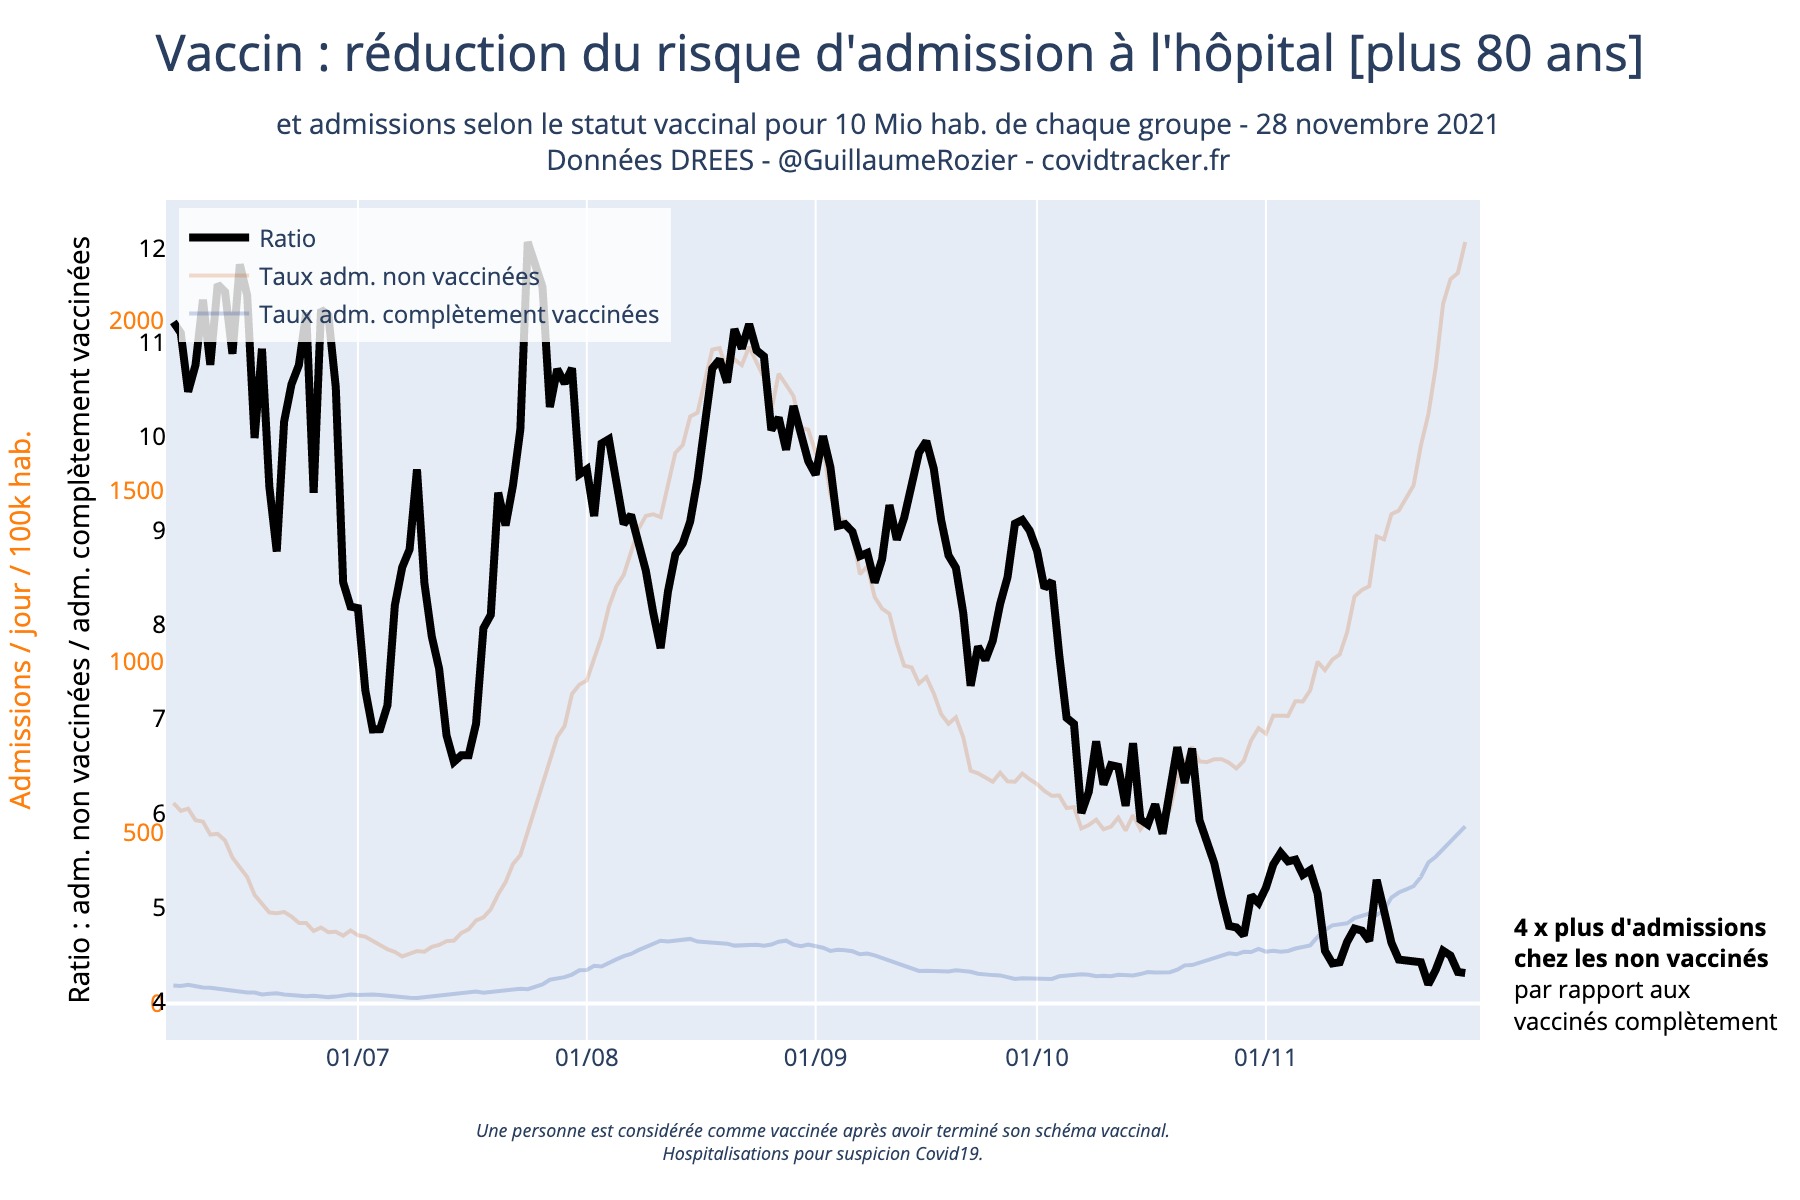 Vaccin : réduction du risque d'admission à l'hôpital [plus 80 ans]
et admissions selon le statut vaccinal pour 10 Mio hab. de chaque groupe - 28 novembre 2021
Données DREES - @GuillaumeRozier - covidtracker.fr
Admissions / jour / 100k hab.
Ratio : adm. non vaccinées / adm. complètement vaccinées
Ratio
Taux adm. non vaccinées
Taux adm. complètement vaccinées
12
2000
11
10
1500
9
8
1000
7
6
500
5
4
0
01/07
01/08
01/09
01/10
01/11
4 x plus d'admissions
chez les non vaccinés
par rapport aux
vaccinés complètement
Une personne est considérée comme vaccinée après avoir terminé son schéma vaccinal.
Hospitalisations pour suspicion Covid19.